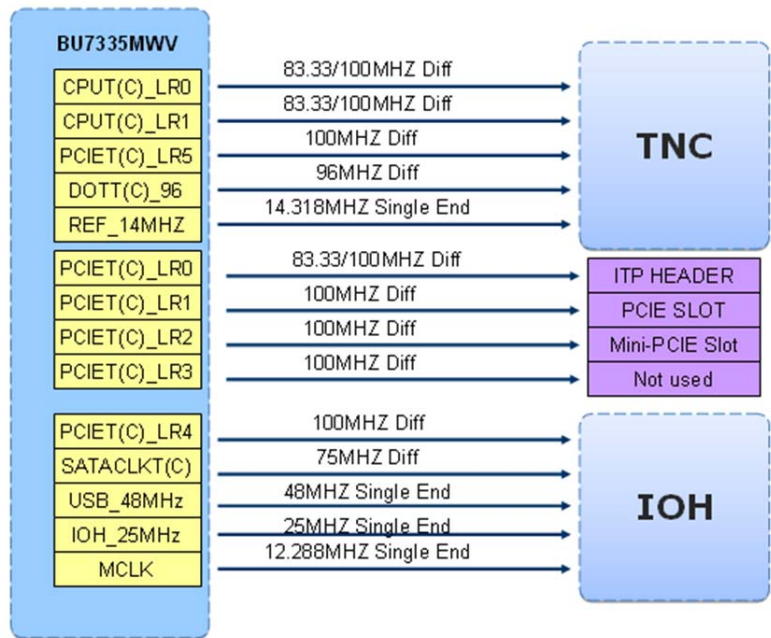 BU7335MWV
CPUT(C)_LR0
83.33/100MHZ Diff
CPUT(C)_LR1
83.33/100MHZ Diff
PCIET(C)_LR5
100MHZ Diff
DOTT(C)_96
96MHZ Diff
REF_14MHZ
14.318MHZ Single End
TNC
PCIET(C)_LR0
83.33/100MHZ Diff
ITP HEADER
PCIET(C)_LR1
100MHZ Diff
PCIE SLOT
PCIET(C)_LR2
100MHZ Diff
Mini-PCIE Slot
PCIET(C)_LR3
100MHZ Diff
Not used
PCIET(C)_LR4
100MHZ Diff
SATACLKT(C)
75MHZ Diff
USB_48MHz
48MHZ Single End
IOH_25MHz
25MHZ Single End
MCLK
12.288MHZ Single End
IOH